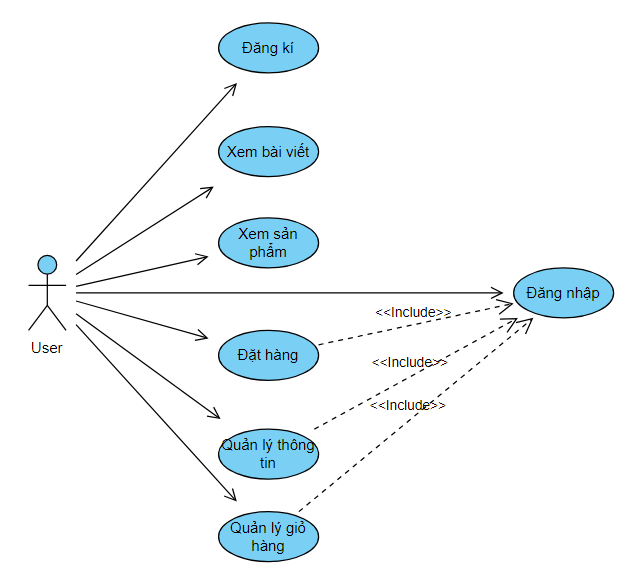 Đăng kí
Xem bài viết
Xem sản
phẩm
User
Đăng nhập
<<Include>>
Đặt hàng
<<Include>>
<<Include>>
Quản lý thông
tin
Quản lý giỏ
hàng